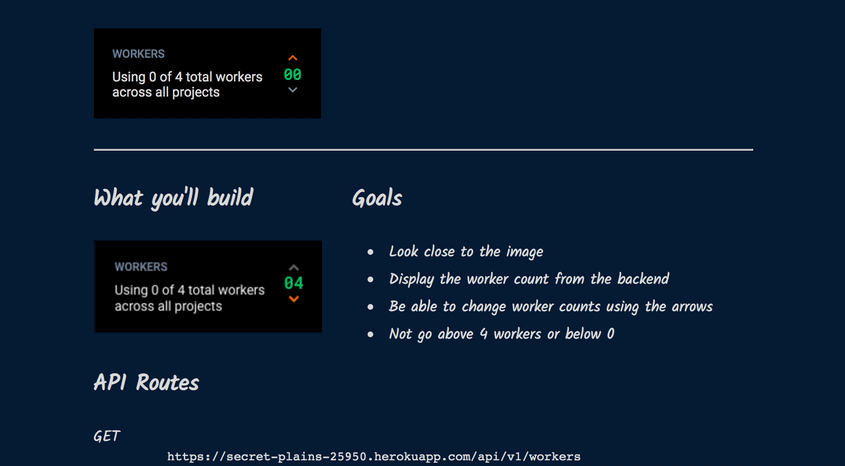 WORKERS
Using 0 of 4 total workers
across all projects
00
What you'll build
Goals
WORKERS
Using 0 of 4 total workers
across all projects
04
Look close to the image
Display the worker count from the backend
Be able to change worker counts using the arrows
Not go above 4 workers or below 0
API Routes
GET
https://secret-plains-25950.herokuapp.com/api/v1/workers